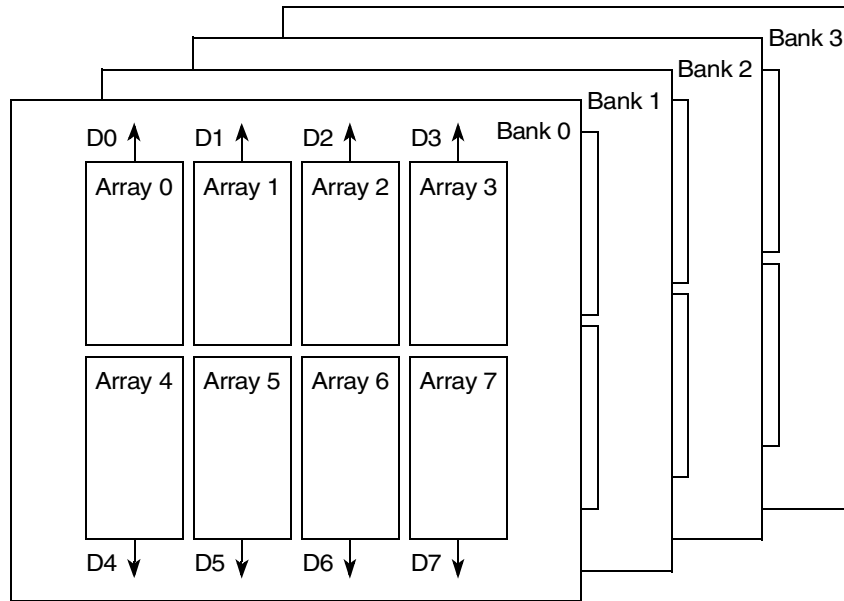 Bank 3
Bank 2
Bank 1
Bank 0
D0 D1 D2 D3
Array 0 Array 1 Array 2 Array 3
Array 4 Array 5 Array 6 Array 7
D4 D5 D6 D7